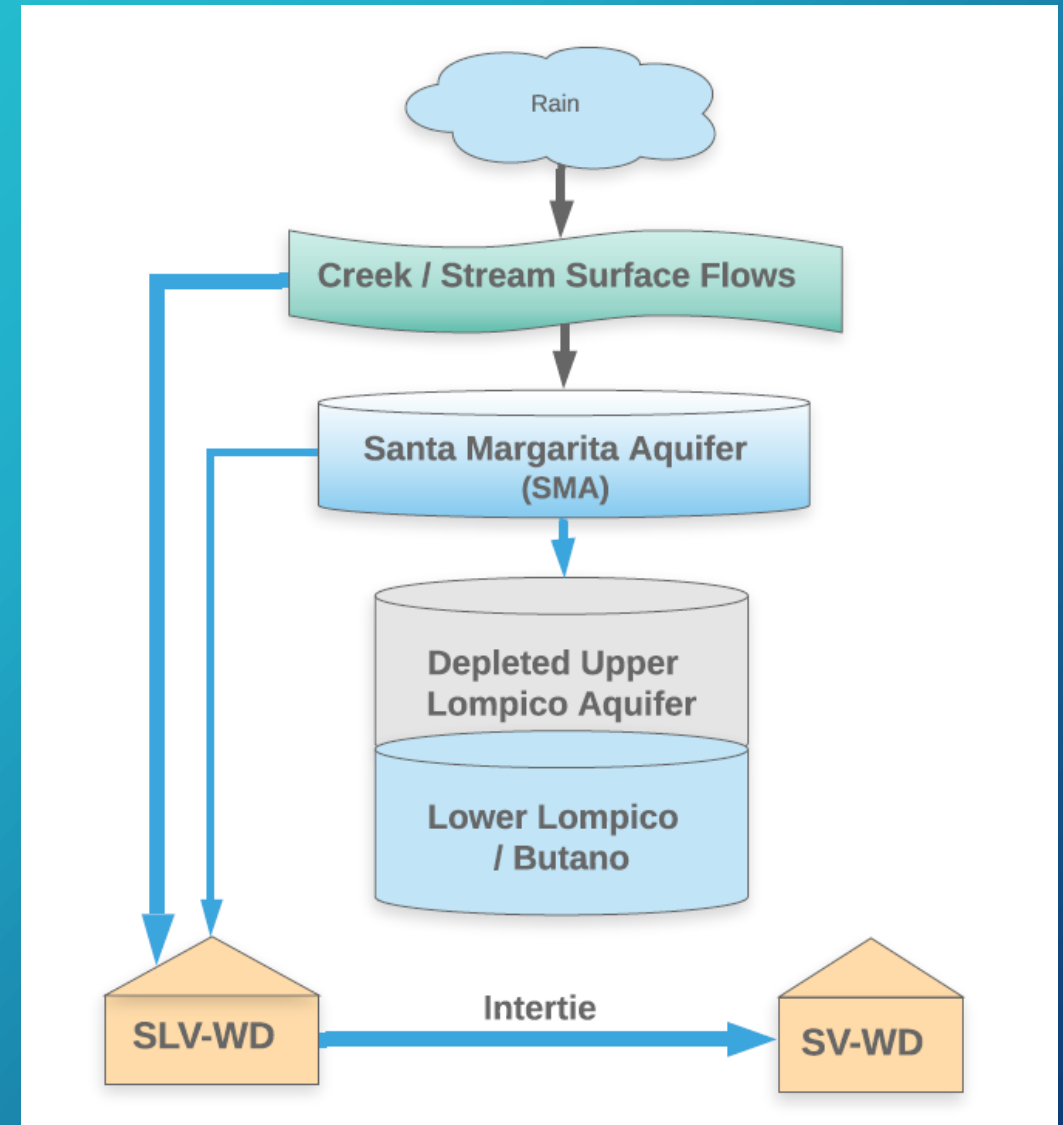 Rain
Creek / Stream Surface Flows
Santa Margarita Aquifer
(SMA)
Depleted Upper
Lompico Aquifer
Lower Lompico
/ Butano
Intertie
SLV-WD
SV-WD